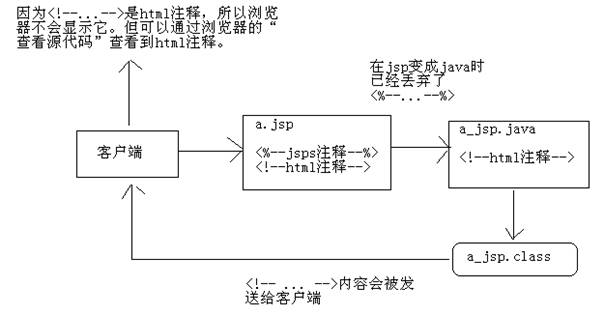 因为<!--...-->是html注释，所以浏览
器不会显示它。但可以通过浏览器的“
查看源代码”查看到html注释。
在jsp变成java时
已经丢弃了
<%--...--%>
客户端
a.jsp
<%--jsps注释--%>
<!--html注释-->
a_jsp.java
<!--html注释-->
a_jsp.class
<!-- ... -->内容会被发
送给客户端